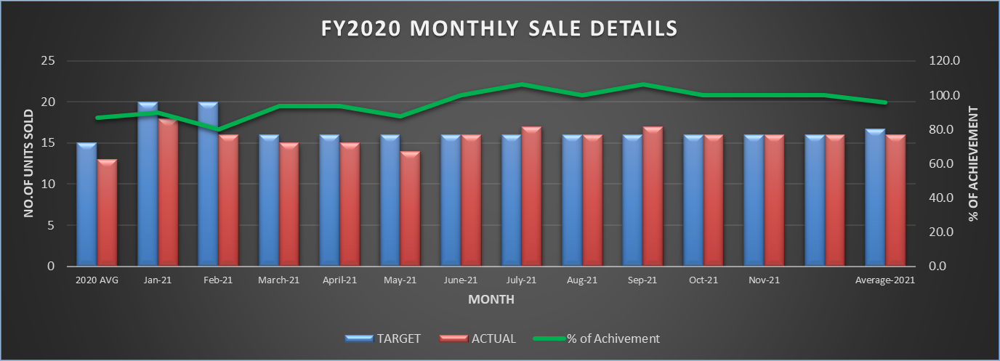 FY2020 MONTHLY SALE DETAILS
25
20
15
10
5
0
NO.OF UNITS SOLD
120.0
100.0
80.0
60.0
40.0
20.0
0.0
% OF ACHIEVEMENT
2020 AVG Jan-21 Feb-21 March-21 April-21 May-21 June-21 July-21 Aug-21 Sep-21 Oct-21 Nov-21 Average-2021
MONTH
TARGET ACTUAL % of Achivement